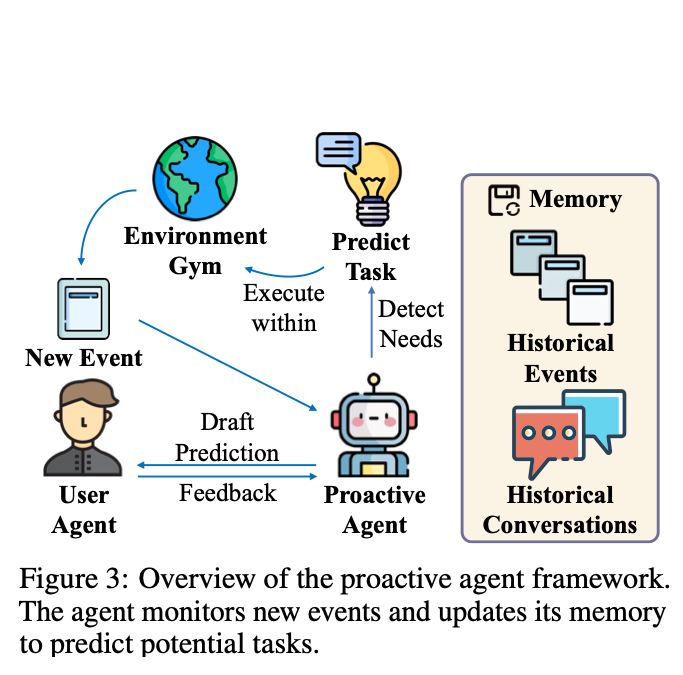 Environment
Gym
Predict
Task
Memory
Execute
within
Detect
Needs
New Event
Historical
Events
Draft
Prediction
Feedback
User
Agent
Proactive
Agent
Historical
Conversations
Figure 3: Overview of the proactive agent framework.
The agent monitors new events and updates its memory
to predict potential tasks.